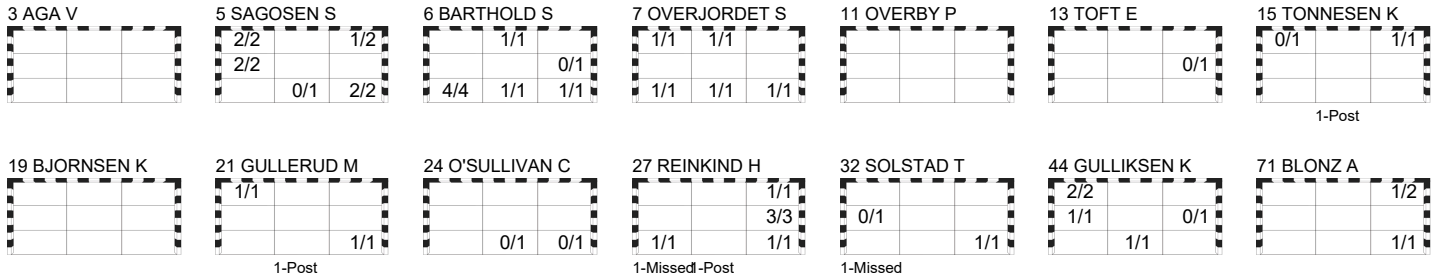 3 AGA V 5 SAGOSEN S 6 BARTHOLD S 7 OVERJORDET S 11 OVERBY P 13 TOFT E 15 TONNESEN K
2/2 1/2 1/1 1/1 1/1 0/1 1/1
2/2 0/1 0/1
0/1 2/2 4/4 1/1 1/1 1/1 1/1 1/1
1-Post
19 BJORNSEN K 21 GULLERUD M 24 O'SULLIVAN C 27 REINKIND H 32 SOLSTAD T 44 GULLIKSEN K 71 BLONZ A
1/1 1/1 2/2 1/2
3/3 0/1 1/1 0/1
1/1 0/1 0/1 1/1 1/1 1/1 1/1 1/1
1-Post 1-Missed 1-Post 1-Missed